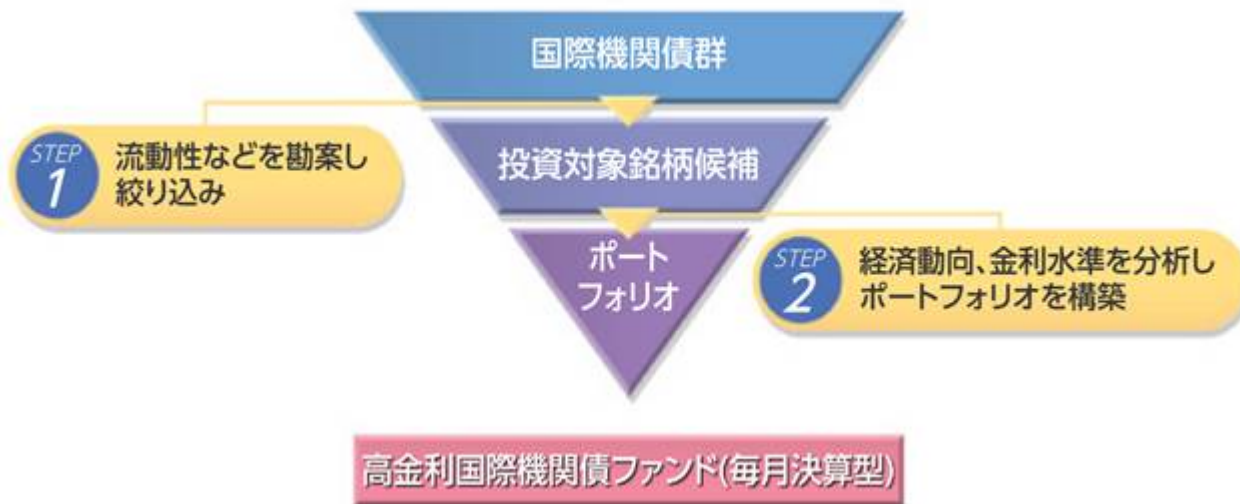 国際機関債群
STEP
1
流動性などを勘案し
絞り込み
投資対象銘柄候補
STEP
2
経済動向、金利水準を分析し
ポートフォリオを構築
ポート
フォリオ
高金利国際機関債ファンド(毎月決算型)